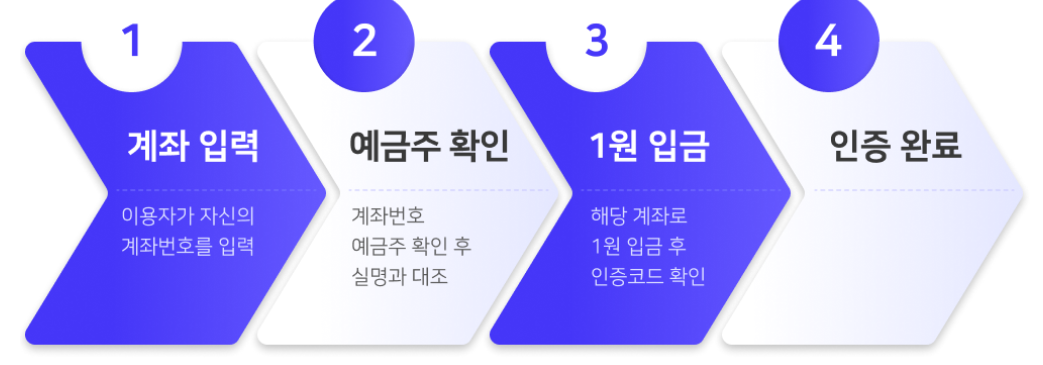 1
계좌 입력
이용자가 자신의
계좌번호를 입력
2
예금주 확인
계좌번호
예금주 확인 후
실명과 대조
3
1원 입금
해당 계좌로
1원 입금 후
인증코드 확인
4
인증 완료